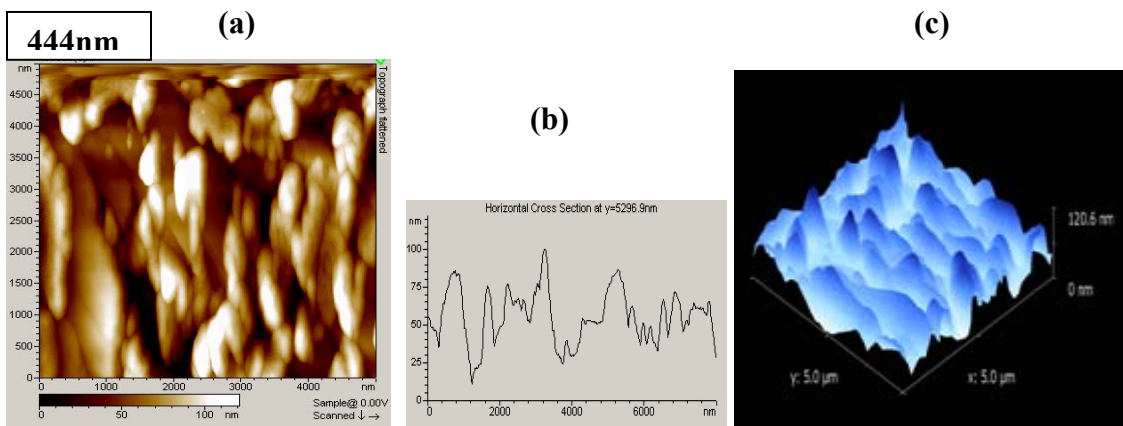 (a)
(c)
444nm
nm
4500
4000
3500
3000
2500
2000
1500
1000
500
0
0
2000
4000
nm
0
50
100
nm
Topograph flattened
Sample@ 0.00V
Scanned ↓ →
(b)
Horizontal Cross Section at y=5296.9nm
nm
100
75
50
25
0
0
2000
4000
6000
nm
120.6 nm
0 nm
y: 5.0 µm
x: 5.0 µm